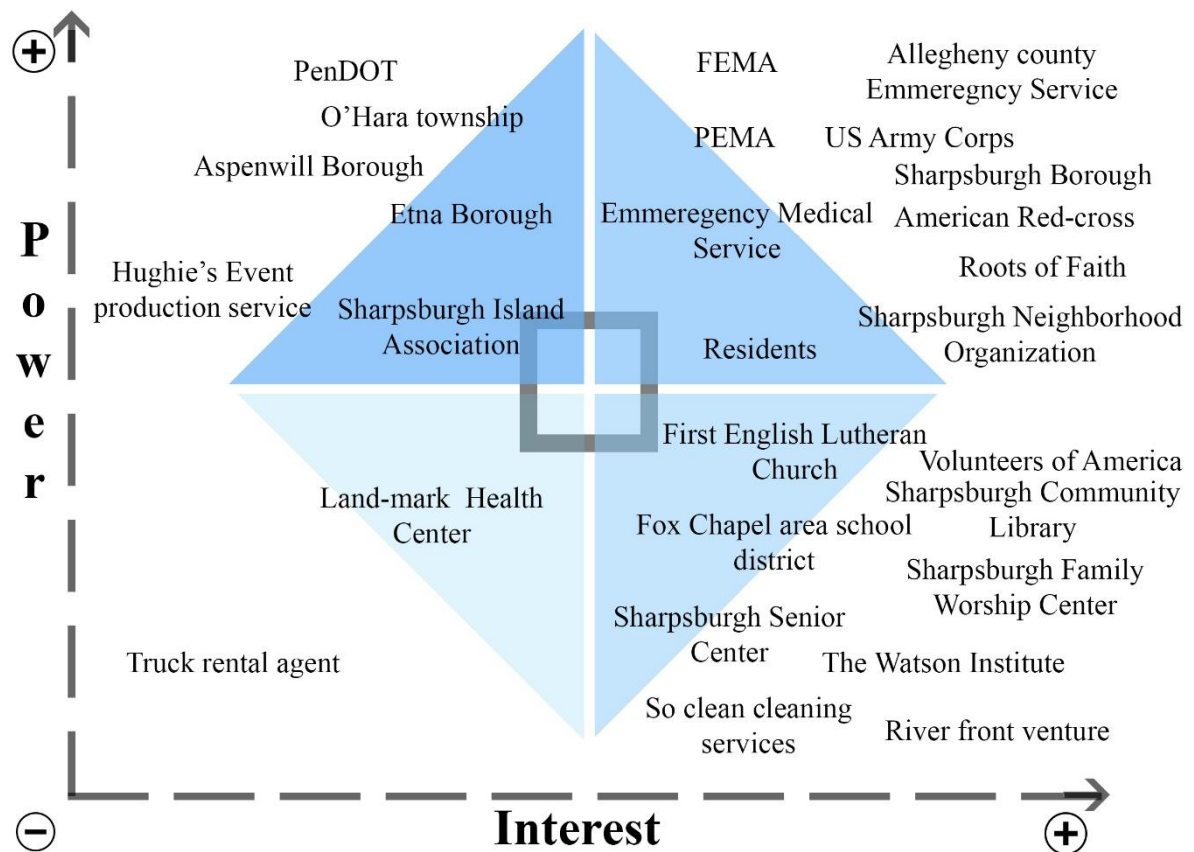 PenDOT
O’Hara township
Aspenwill Borough
Etna Borough
Hughie’s Event
production service
Sharpsburgh Island
Association
FEMA
Allegheny county
Emmeregncy Service
PEMA
US Army Corps
Sharpsburgh Borough
Emmeregency Medical
Service
American Red-cross
Roots of Faith
Sharpsburgh Neighborhood
Organization
Residents
Power
Land-mark Health
Center
Truck rental agent
First English Lutheran
Church
Volunteers of America
Sharpsburgh Community
Library
Fox Chapel area school
district
Sharpsburgh Family
Worship Center
Sharpsburgh Senior
Center
The Watson Institute
So clean cleaning
services
River front venture
Interest